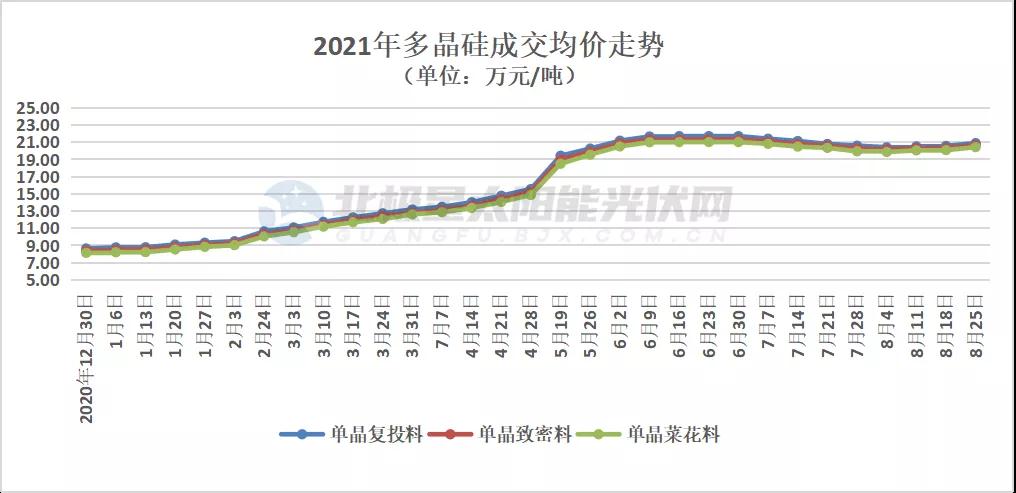 2021年多晶硅成交均价走势
（单位：万元/吨）
25.00
23.00
21.00
19.00
17.00
15.00
13.00
11.00
9.00
7.00
5.00
北极星太阳能光伏网
GUANGFU.BJX.COM.CN
2020年12月30日
1月6日
1月13日
1月20日
1月27日
2月3日
2月24日
3月3日
3月10日
3月17日
3月24日
3月31日
7月7日
4月14日
4月21日
4月28日
5月19日
5月26日
6月2日
6月9日
6月16日
6月23日
6月30日
7月7日
7月14日
7月21日
7月28日
8月4日
8月11日
8月18日
8月25日
单晶复投料 单晶致密料 单晶菜花料